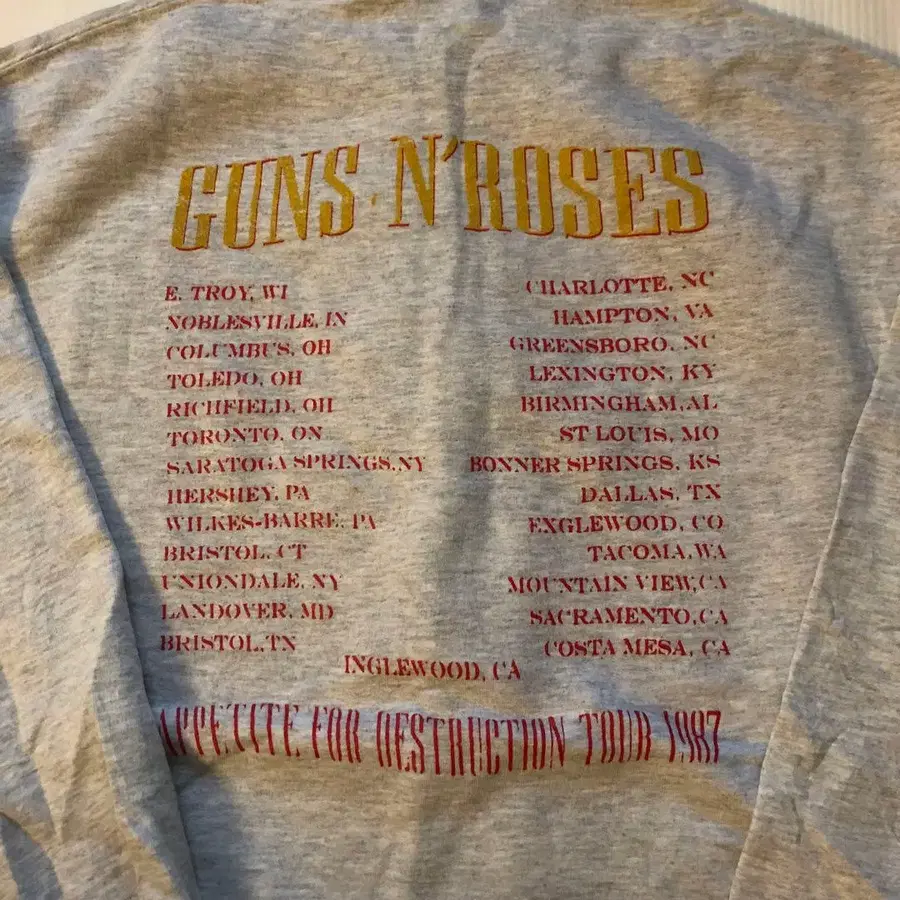 GUNS N' ROSES
E. TROY, WI
NOBLESVILLE, IN
COLUMBUS, OH
TOLEDO, OH
RICHFIELD, OH
TORONTO, ON
SARATOGA SPRINGS, NY
HERSHEY, PA
WILKES-BARRE, PA
BRISTOL, CT
UNIONDALE, NY
LANDOVER, MD
BRISTOL, TN
CHARLOTTE, NC
HAMPTON, VA
GREENSBORO, NC
LEXINGTON, KY
BIRMINGHAM, AL
ST LOUIS, MO
BONNER SPRINGS, KS
DALLAS, TX
EXGLEWOOD, CO
TACOMA, WA
MOUNTAIN VIEW, CA
SACRAMENTO, CA
COSTA MESA, CA
INGLEWOOD, CA
APPETITE FOR DESTRUCTION TOUR 1987